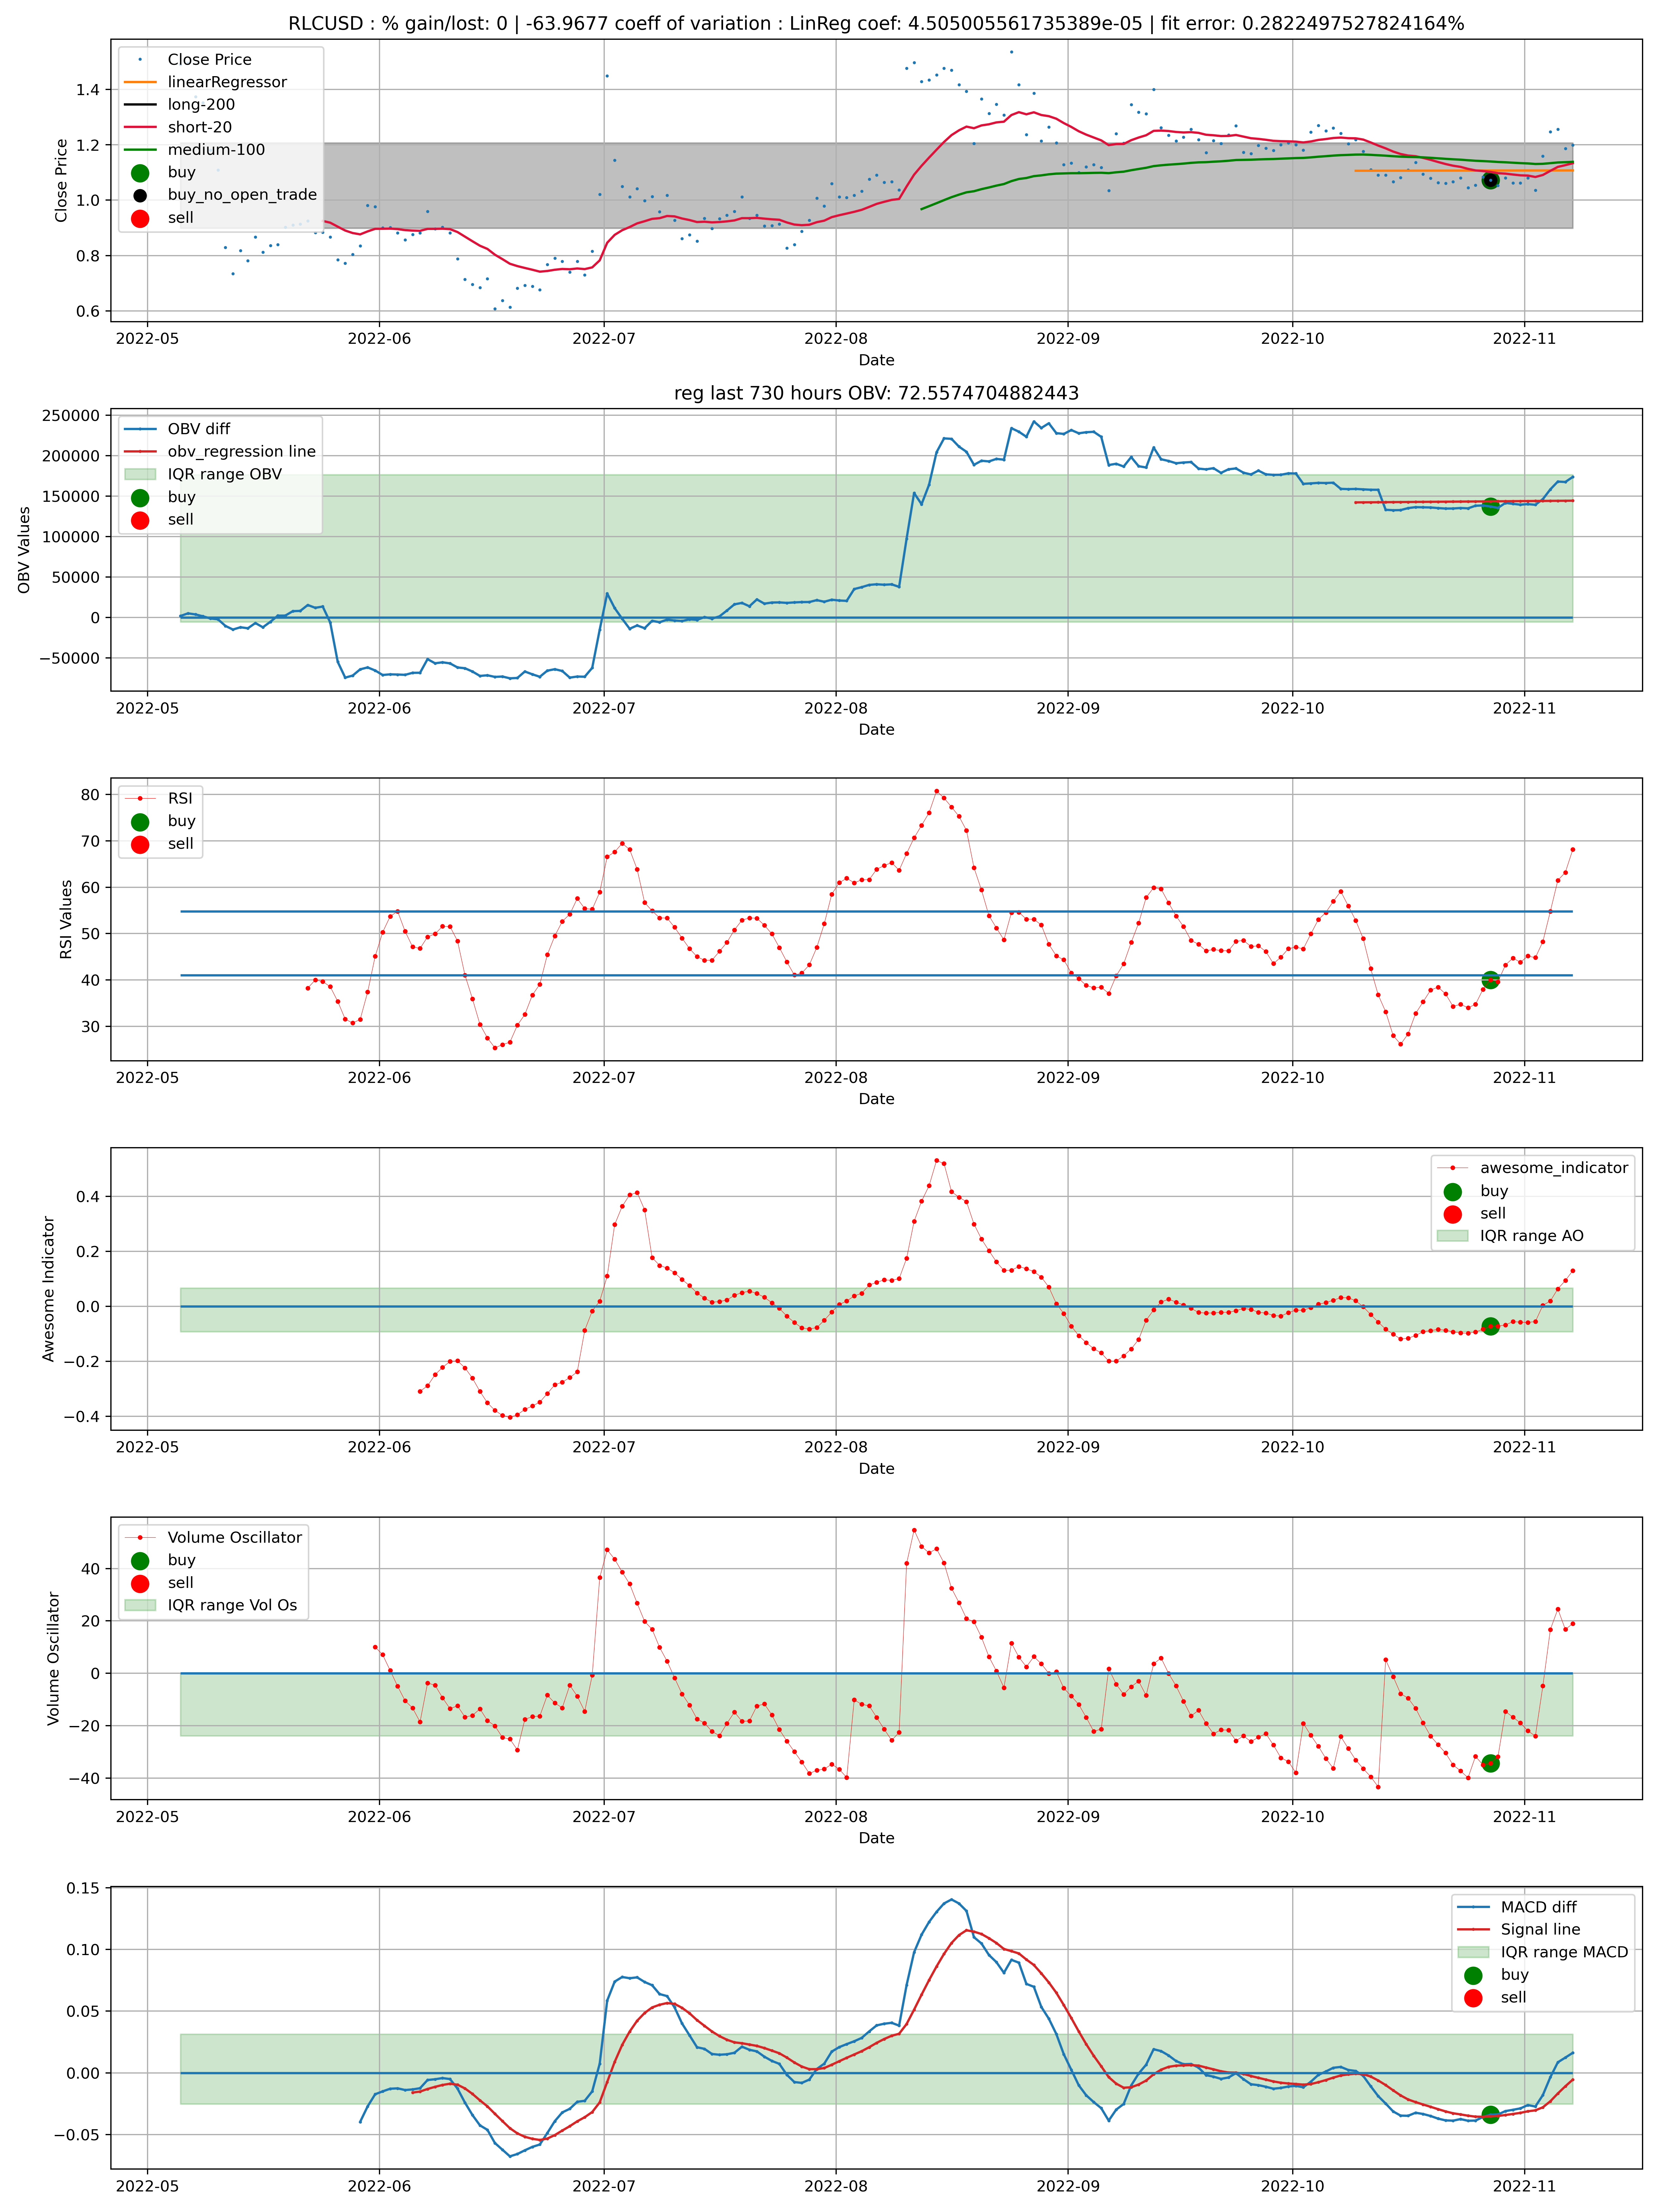 RLCUSD : % gain/lost: 0 | -63.9677 coeff of variation : LinReg coef: 4.505005561735389e-05 | fit error: 0.2822497527824164%
Close Price
linearRegressor
long-200
short-20
medium-100
buy
buy_no_open_trade
sell
1.4
1.2
1.0
0.8
0.6
Close Price
2022-05 2022-06 2022-07 2022-08 2022-09 2022-10 2022-11
Date
reg last 730 hours OBV: 72.5574704882443
OBV diff
obv_regression line
IQR range OBV
buy
sell
250000
200000
150000
100000
50000
0
−50000
OBV Values
2022-05 2022-06 2022-07 2022-08 2022-09 2022-10 2022-11
Date
RSI
buy
sell
80
70
60
50
40
30
RSI Values
2022-05 2022-06 2022-07 2022-08 2022-09 2022-10 2022-11
Date
awesome_indicator
buy
sell
IQR range AO
0.4
0.2
0.0
−0.2
−0.4
Awesome Indicator
2022-05 2022-06 2022-07 2022-08 2022-09 2022-10 2022-11
Date
Volume Oscillator
buy
sell
IQR range Vol Os
40
20
0
−20
−40
Volume Oscillator
2022-05 2022-06 2022-07 2022-08 2022-09 2022-10 2022-11
Date
MACD diff
Signal line
IQR range MACD
buy
sell
0.15
0.10
0.05
0.00
−0.05
2022-05 2022-06 2022-07 2022-08 2022-09 2022-10 2022-11